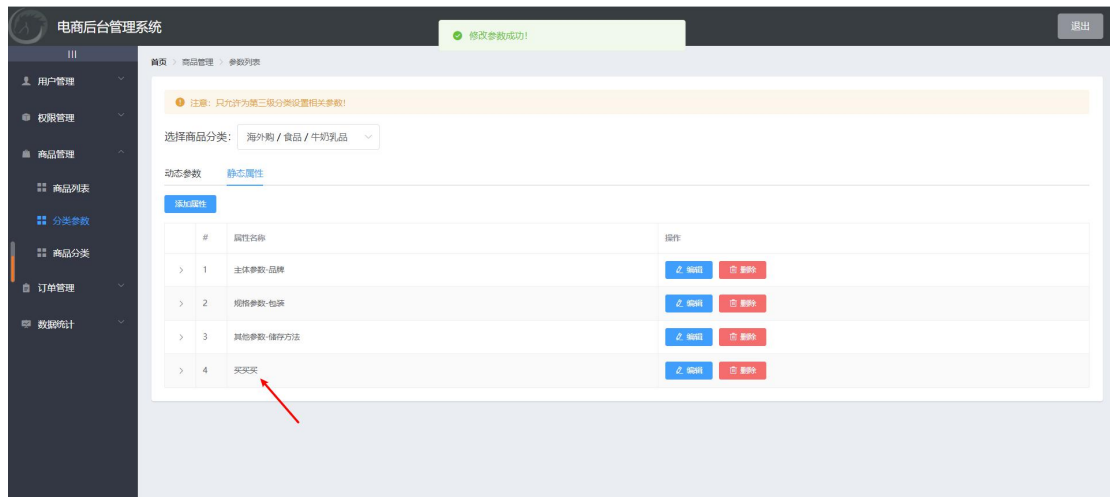 电商后台管理系统
修改参数成功!
退出
首页 > 商品管理 > 参数列表
用户管理
权限管理
商品管理
商品列表
分类参数
商品分类
订单管理
数据统计
注意：只允许为第三级分类设置相关参数!
选择商品分类： 海外购 / 食品 / 牛奶乳品
动态参数 静态属性
添加属性
# 属性名称 操作
1 主体参数-品牌 编辑 删除
2 规格参数-包装 编辑 删除
3 其他参数-储存方法 编辑 删除
4 买买买 编辑 删除